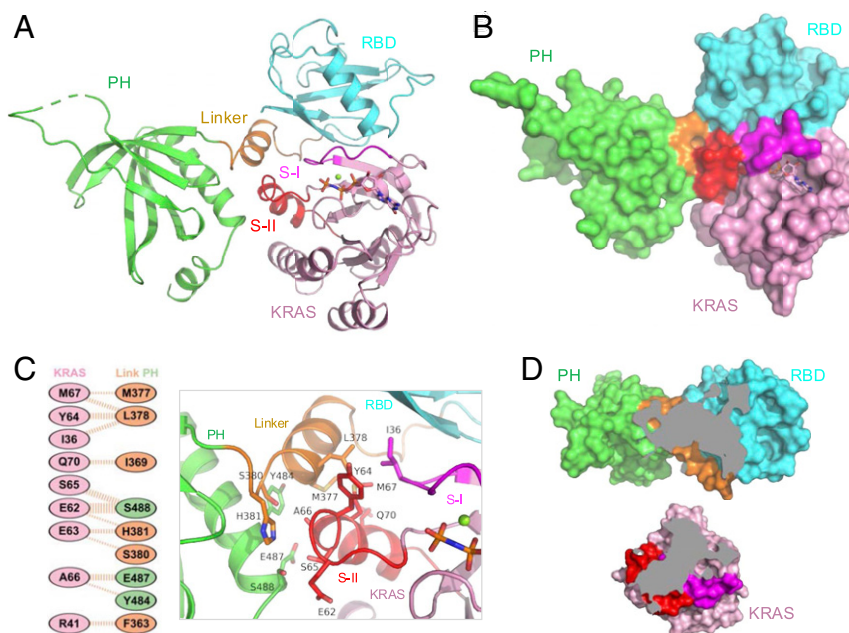 A
PH
Linker
RBD
S-I
S-II
KRAS
B
PH
RBD
KRAS
C
KRAS Link PH
M67 M377
Y64 L378
I36
Q70 I369
S65
E62 S488
E63 H381
S380
A66 E487
Y484
R41 F363
PH
Linker
RBD
I36
L378
S380
Y484
Y64
M377
M67
S-I
H381
A66
Q70
E487
S65
S-II
S488
KRAS
E62
D
PH
RBD
KRAS